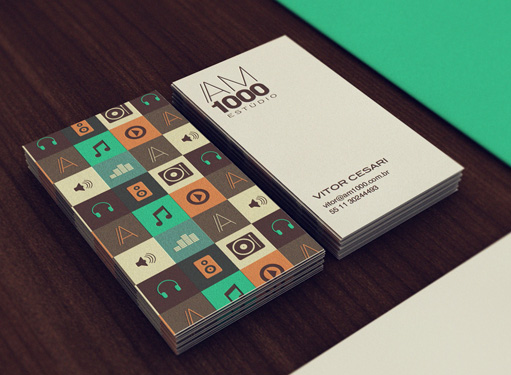 AM
1000
ESTUDIO
VITOR CESARI
vitor@am1000.com.br
55 11 30244493